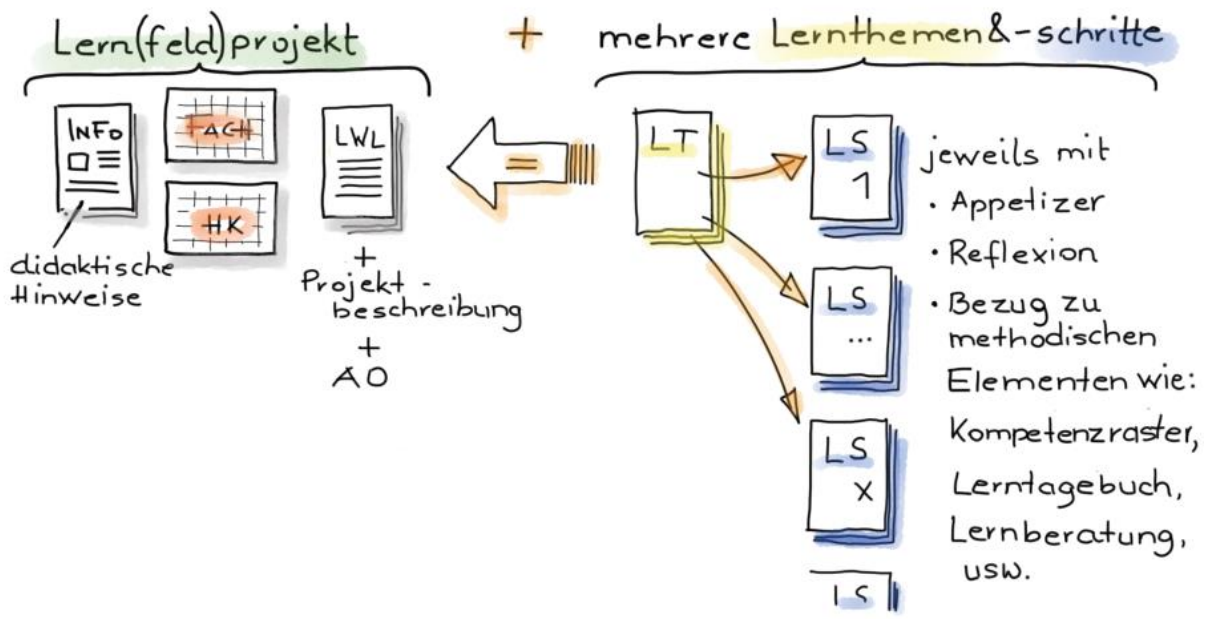 Lern(feld)projekt
+
mehrere Lernthemen&-schritte
INFO
FACH
HK
LWL
didaktische
Hinweise
+
Projekt-
beschreibung
+
AO
=
LT
LS
1
LS
...
LS
x
LS
jeweils mit
• Appetizer
• Reflexion
• Bezug zu
methodischen
Elementen wie:
Kompetenzraster,
Lerntagebuch,
Lernberatung,
usw.